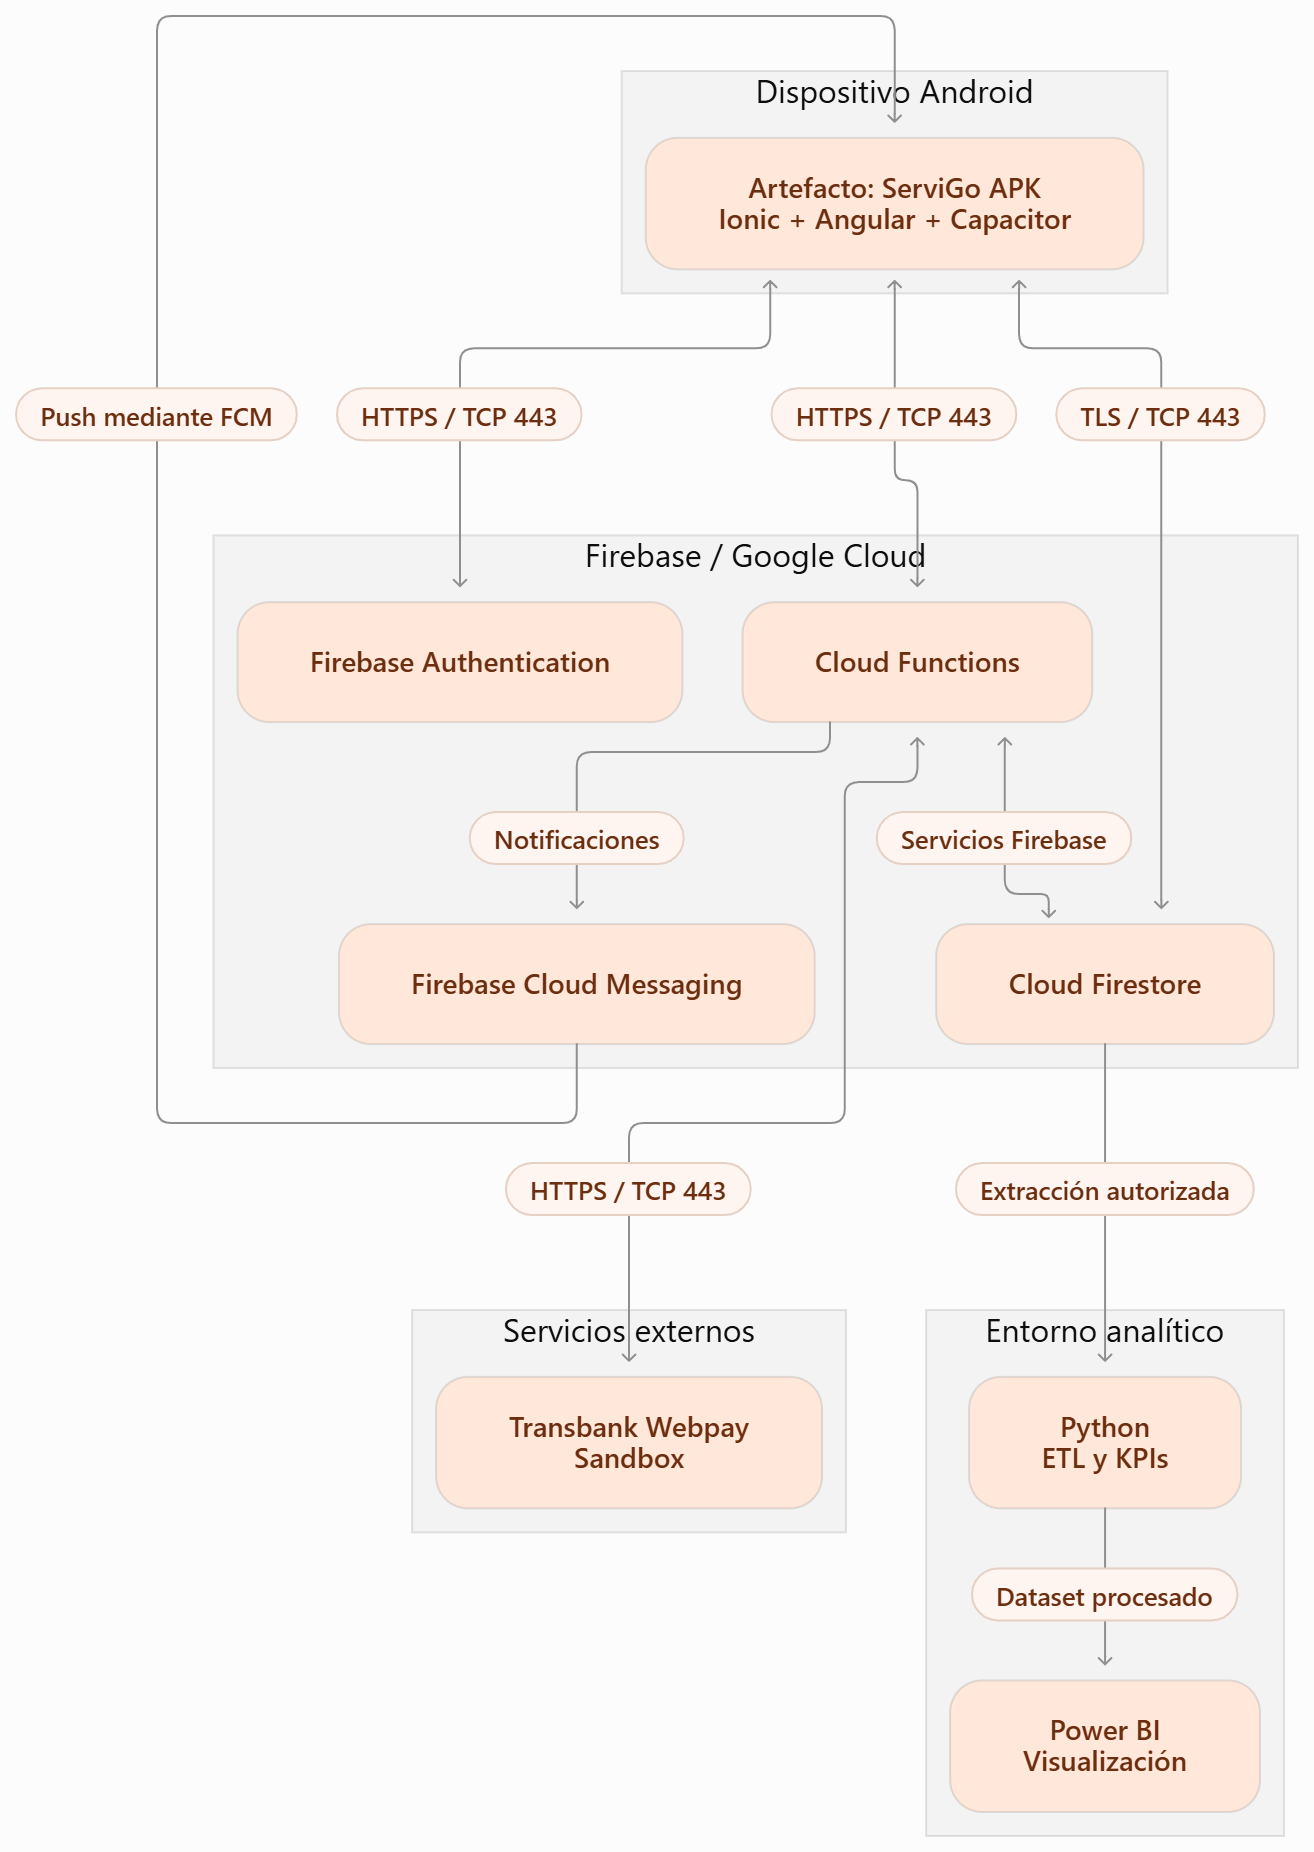 Dispositivo Android
Artefacto: ServiGo APK
Ionic + Angular + Capacitor
Push mediante FCM
HTTPS / TCP 443
HTTPS / TCP 443
TLS / TCP 443
Firebase / Google Cloud
Firebase Authentication
Cloud Functions
Notificaciones
Servicios Firebase
Firebase Cloud Messaging
Cloud Firestore
HTTPS / TCP 443
Extracción autorizada
Servicios externos
Entorno analítico
Transbank Webpay
Sandbox
Python
ETL y KPIs
Dataset procesado
Power BI
Visualización